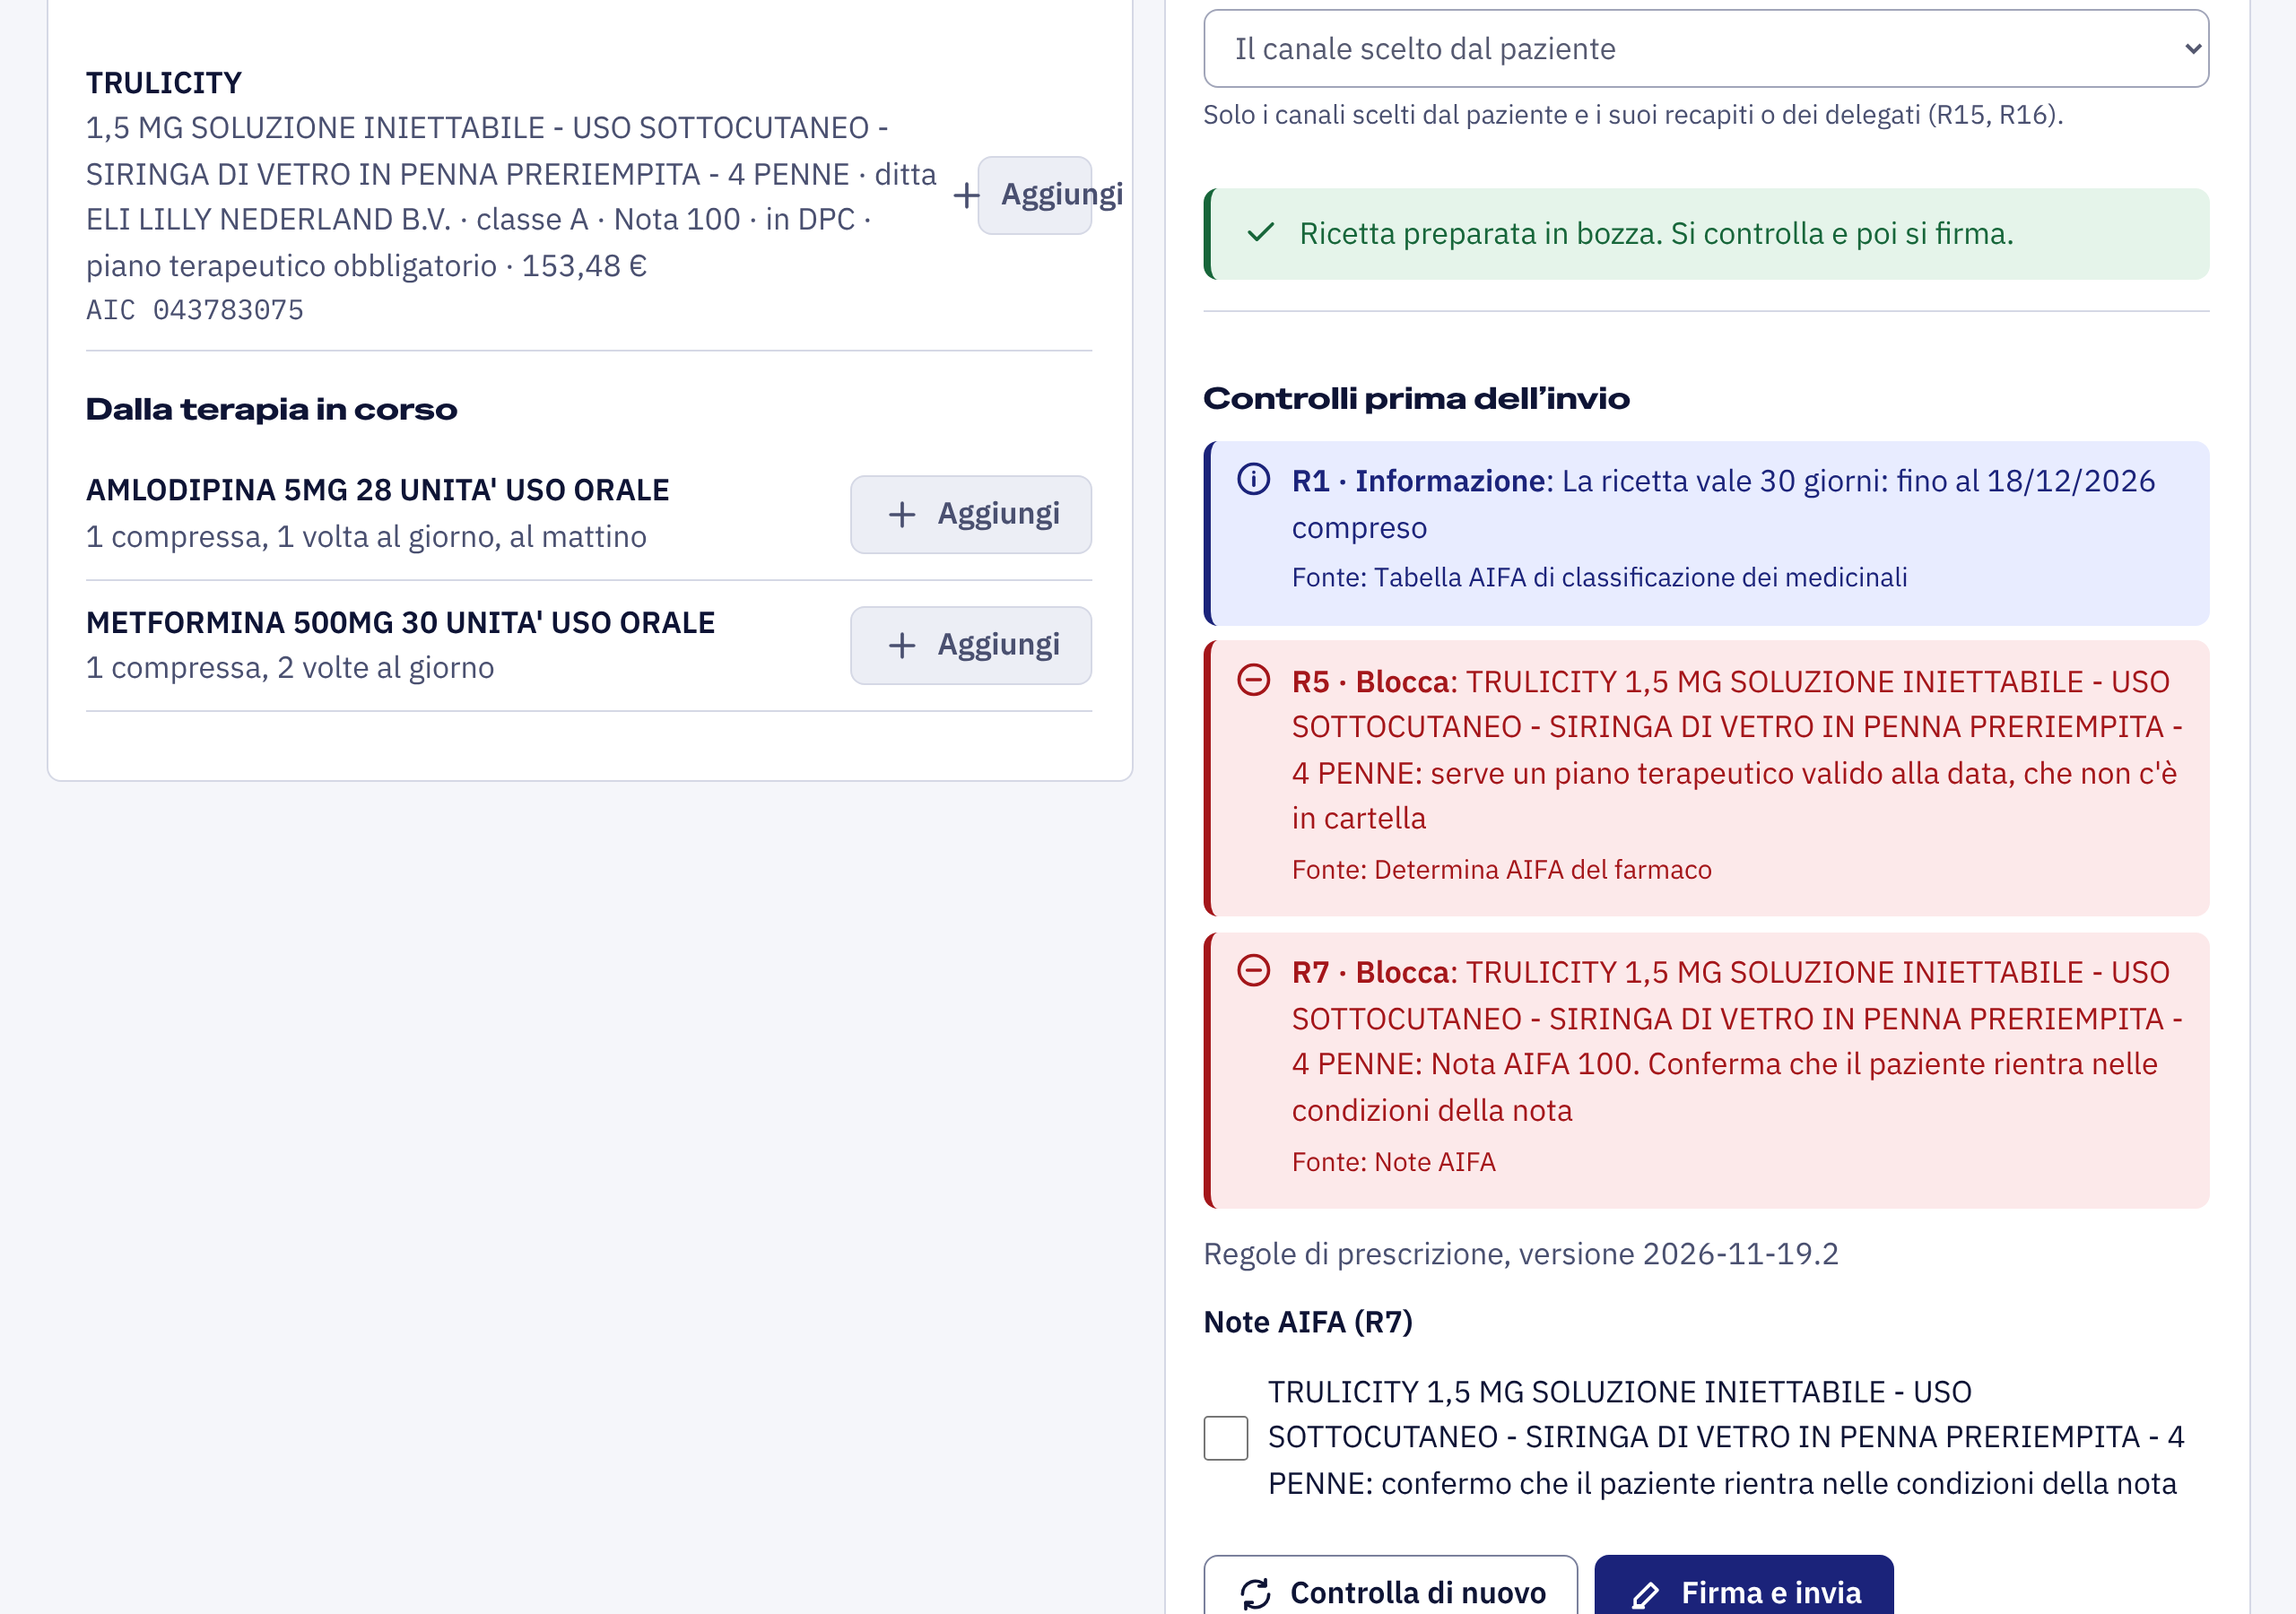 TRULICITY
1,5 MG SOLUZIONE INIETTABILE - USO SOTTOCUTANEO -
SIRINGA DI VETRO IN PENNA PRERIEMPITA - 4 PENNE · ditta
ELI LILLY NEDERLAND B.V. · classe A · Nota 100 · in DPC ·
piano terapeutico obbligatorio · 153,48 €
AIC 043783075
Aggiungi
Dalla terapia in corso
AMLODIPINA 5MG 28 UNITA' USO ORALE
1 compressa, 1 volta al giorno, al mattino
Aggiungi
METFORMINA 500MG 30 UNITA' USO ORALE
1 compressa, 2 volte al giorno
Aggiungi
Il canale scelto dal paziente
Solo i canali scelti dal paziente e i suoi recapiti o dei delegati (R15, R16).
Ricetta preparata in bozza. Si controlla e poi si firma.
Controlli prima dell’invio
R1 · Informazione: La ricetta vale 30 giorni: fino al 18/12/2026
compreso
Fonte: Tabella AIFA di classificazione dei medicinali
R5 · Blocca: TRULICITY 1,5 MG SOLUZIONE INIETTABILE - USO
SOTTOCUTANEO - SIRINGA DI VETRO IN PENNA PRERIEMPITA -
4 PENNE: serve un piano terapeutico valido alla data, che non c'è
in cartella
Fonte: Determina AIFA del farmaco
R7 · Blocca: TRULICITY 1,5 MG SOLUZIONE INIETTABILE - USO
SOTTOCUTANEO - SIRINGA DI VETRO IN PENNA PRERIEMPITA -
4 PENNE: Nota AIFA 100. Conferma che il paziente rientra nelle
condizioni della nota
Fonte: Note AIFA
Regole di prescrizione, versione 2026-11-19.2
Note AIFA (R7)
TRULICITY 1,5 MG SOLUZIONE INIETTABILE - USO
SOTTOCUTANEO - SIRINGA DI VETRO IN PENNA PRERIEMPITA - 4
PENNE: confermo che il paziente rientra nelle condizioni della nota
Controlla di nuovo
Firma e invia